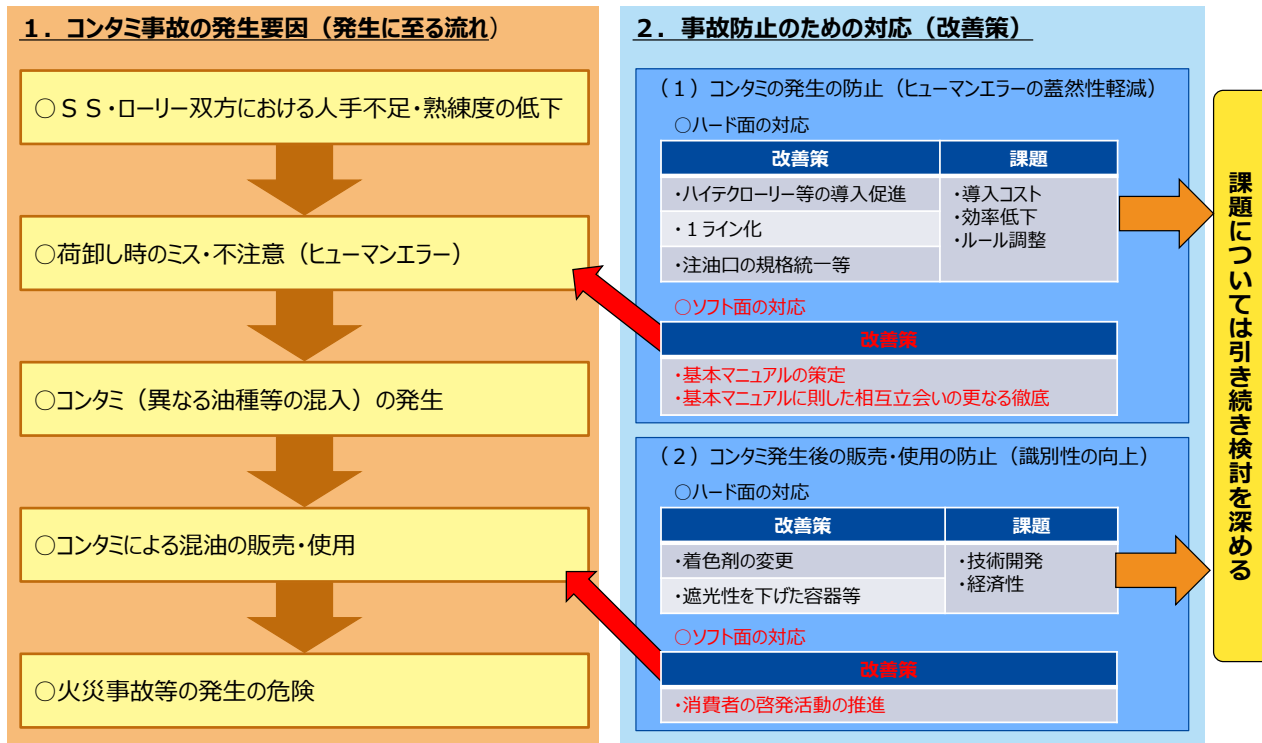 １．コンタミ事故の発生要因（発生に至る流れ）
○ＳＳ・ローリー双方における人手不足・熟練度の低下
○荷卸し時のミス・不注意（ヒューマンエラー）
○コンタミ（異なる油種等の混入）の発生
○コンタミによる混油の販売・使用
○火災事故等の発生の危険
２．事故防止のための対応（改善策）
（１）コンタミの発生の防止（ヒューマンエラーの蓋然性軽減）
○ハード面の対応
改善策
課題
・ハイテクローリー等の導入促進
・１ライン化
・注油口の規格統一等
・導入コスト
・効率低下
・ルール調整
○ソフト面の対応
改善策
・基本マニュアルの策定
・基本マニュアルに則した相互立会いの更なる徹底
（２）コンタミ発生後の販売・使用の防止（識別性の向上）
○ハード面の対応
改善策
課題
・着色剤の変更
・遮光性を下げた容器等
・技術開発
・経済性
○ソフト面の対応
改善策
・消費者の啓発活動の推進
課題については引き続き検討を深める